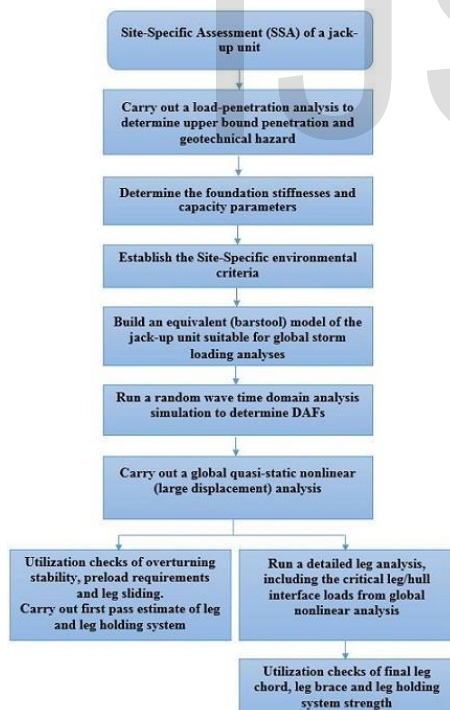 Site-Specific Assessment (SSA) of a jack-
up unit
Carry out a load-penetration analysis to
determine upper bound penetration and
geotechnical hazard
Determine the foundation stiffnesses and
capacity parameters
Establish the Site-Specific environmental
criteria
Build an equivalent (barstool) model of the
jack-up unit suitable for global storm
loading analyses
Run a random wave time domain analysis
simulation to determine DAFs
Carry out a global quasi-static nonlinear
(large displacement) analysis
Utilization checks of overturning
stability, preload requirements
and leg sliding.
Carry out first pass estimate of leg
and leg holding system
Run a detailed leg analysis,
including the critical leg/hull
interface loads from global
nonlinear analysis
Utilization checks of final leg
chord, leg brace and leg holding
system strength